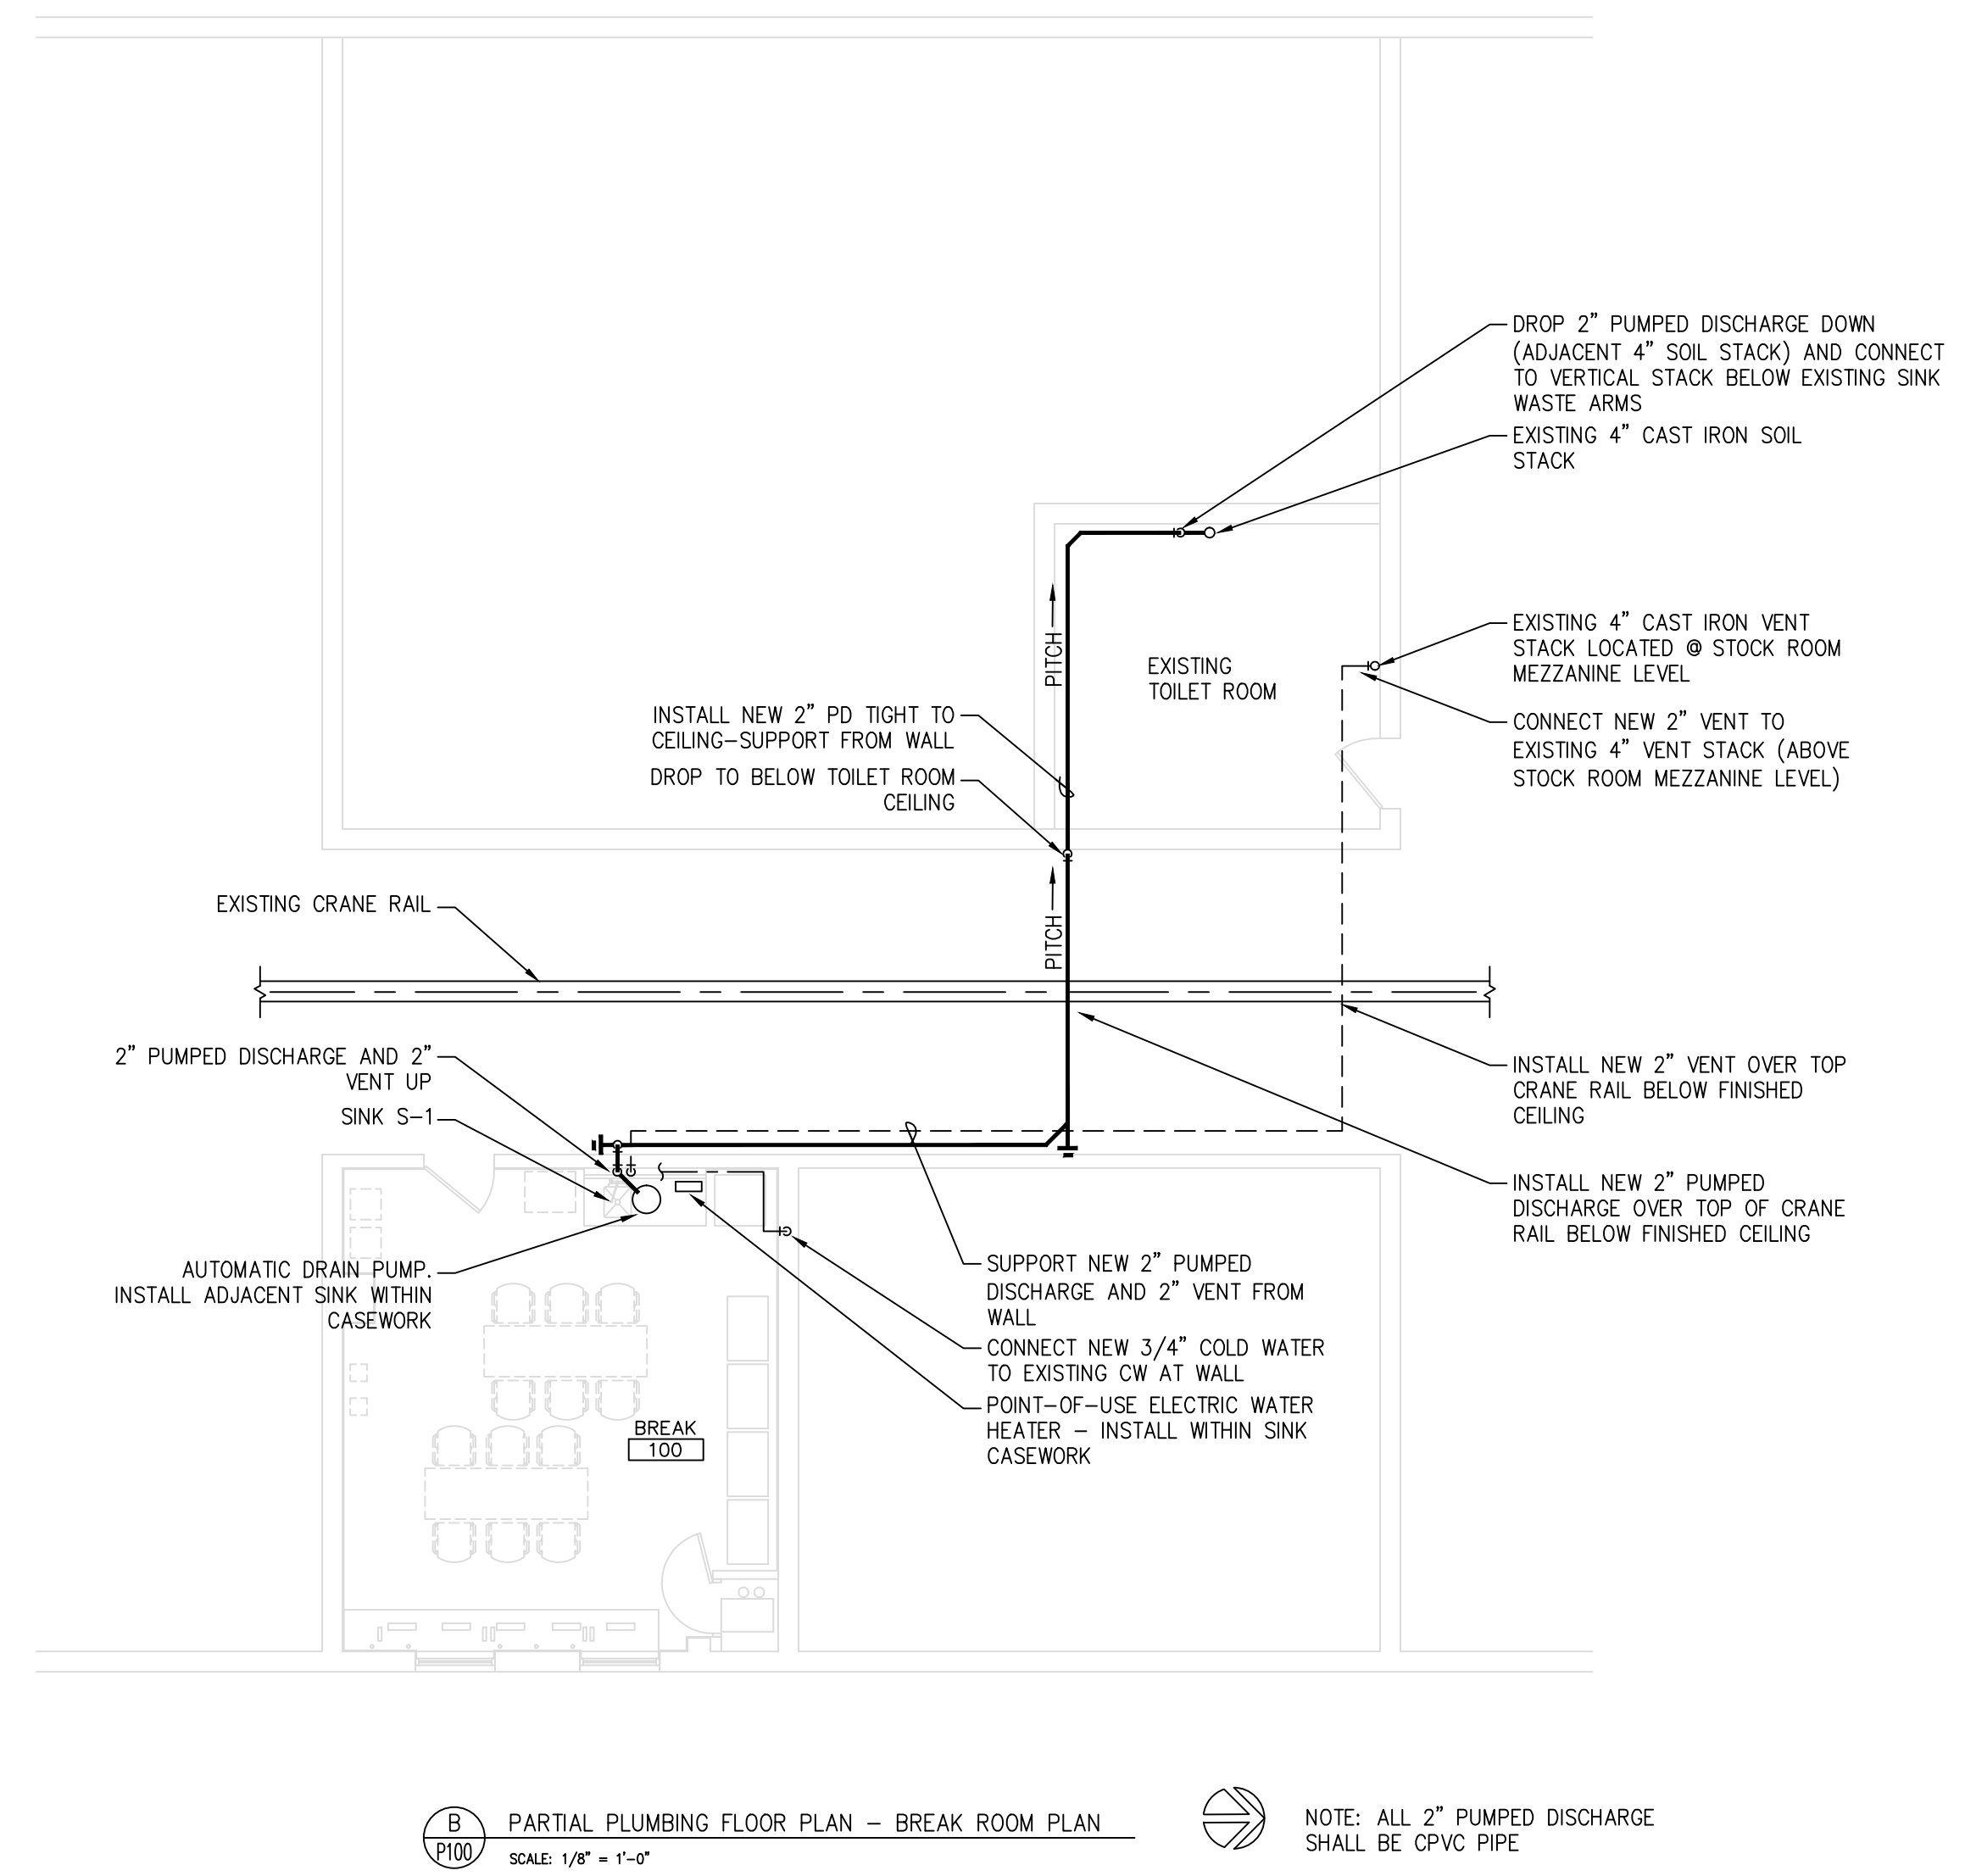 DROP 2” PUMPED DISCHARGE DOWN
(ADJACENT 4” SOIL STACK) AND CONNECT
TO VERTICAL STACK BELOW EXISTING SINK
WASTE ARMS
EXISTING 4” CAST IRON SOIL
STACK
EXISTING 4” CAST IRON VENT
STACK LOCATED @ STOCK ROOM
MEZZANINE LEVEL
CONNECT NEW 2” VENT TO
EXISTING 4” VENT STACK (ABOVE
STOCK ROOM MEZZANINE LEVEL)
PITCH
EXISTING
TOILET ROOM
INSTALL NEW 2” PD TIGHT TO
CEILING-SUPPORT FROM WALL
DROP TO BELOW TOILET ROOM
CEILING
EXISTING CRANE RAIL
PITCH
2” PUMPED DISCHARGE AND 2”
VENT UP
SINK S-1
AUTOMATIC DRAIN PUMP.
INSTALL ADJACENT SINK WITHIN
CASEWORK
INSTALL NEW 2” VENT OVER TOP
CRANE RAIL BELOW FINISHED
CEILING
INSTALL NEW 2” PUMPED
DISCHARGE OVER TOP OF CRANE
RAIL BELOW FINISHED CEILING
SUPPORT NEW 2” PUMPED
DISCHARGE AND 2” VENT FROM
WALL
CONNECT NEW 3/4” COLD WATER
TO EXISTING CW AT WALL
POINT-OF-USE ELECTRIC WATER
HEATER - INSTALL WITHIN SINK
CASEWORK
BREAK
100
B
P100
PARTIAL PLUMBING FLOOR PLAN - BREAK ROOM PLAN
SCALE: 1/8" = 1'-0"
NOTE: ALL 2” PUMPED DISCHARGE
SHALL BE CPVC PIPE